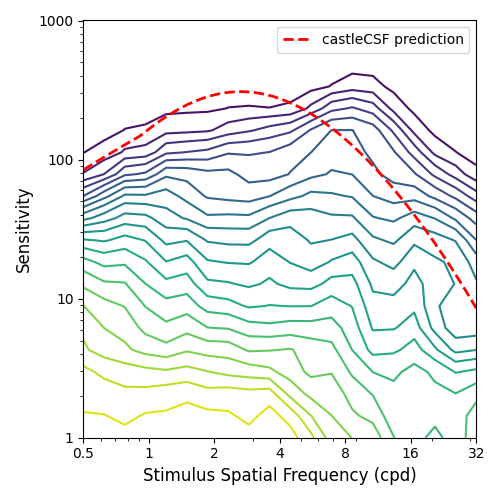 1000
castleCSF prediction
100
Sensitivity
10
1
0.5 1 2 4 8 16 32
Stimulus Spatial Frequency (cpd)